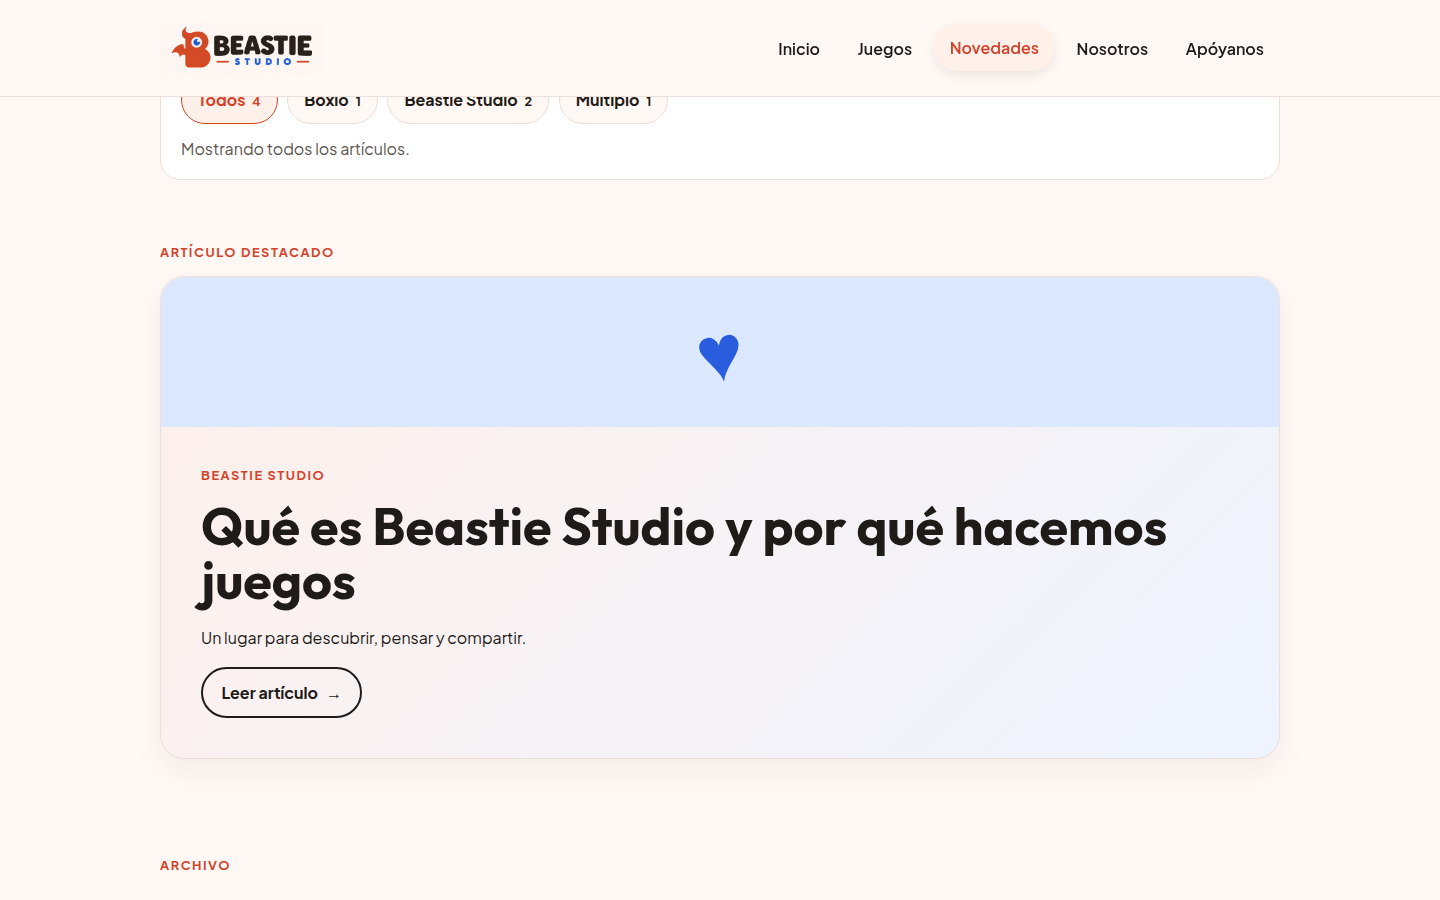 BEASTIE
STUDIO
Inicio Juegos Novedades Nosotros Apóyanos
Todos 4 Boxio 1 Beastie Studio 2 Multiplo 1
Mostrando todos los artículos.
ARTÍCULO DESTACADO
BEASTIE STUDIO
Qué es Beastie Studio y por qué hacemos
juegos
Un lugar para descubrir, pensar y compartir.
Leer artículo →
ARCHIVO